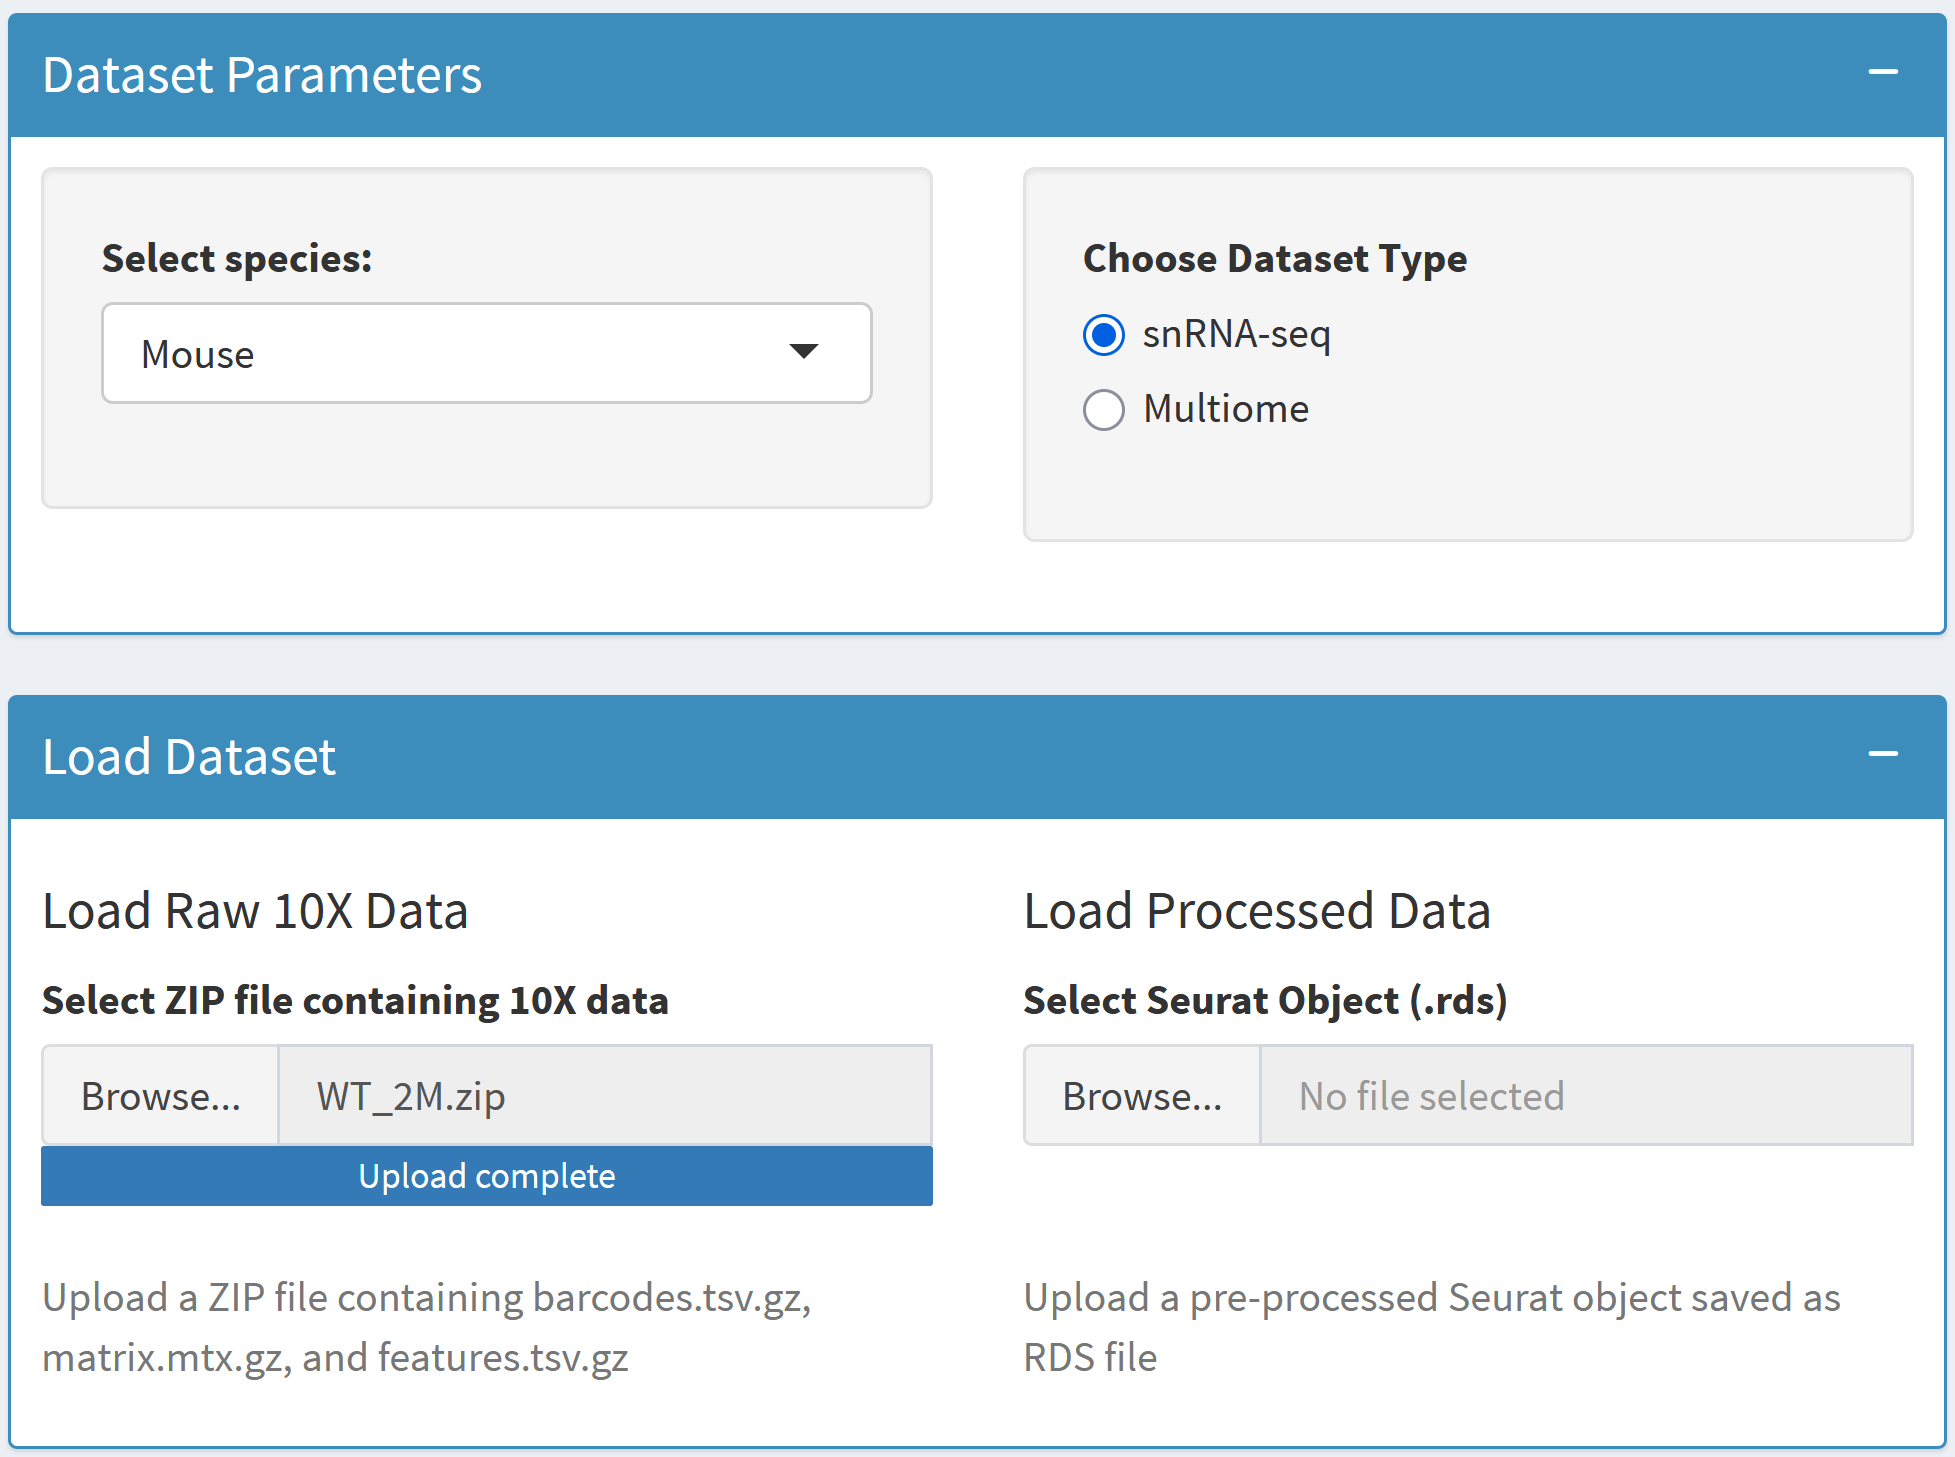 Dataset Parameters
Select species:
Mouse
Choose Dataset Type
snRNA-seq
Multiome
Load Dataset
Load Raw 10X Data
Select ZIP file containing 10X data
Browse... WT_2M.zip
Upload complete
Upload a ZIP file containing barcodes.tsv.gz,
matrix.mtx.gz, and features.tsv.gz
Load Processed Data
Select Seurat Object (.rds)
Browse... No file selected
Upload a pre-processed Seurat object saved as
RDS file